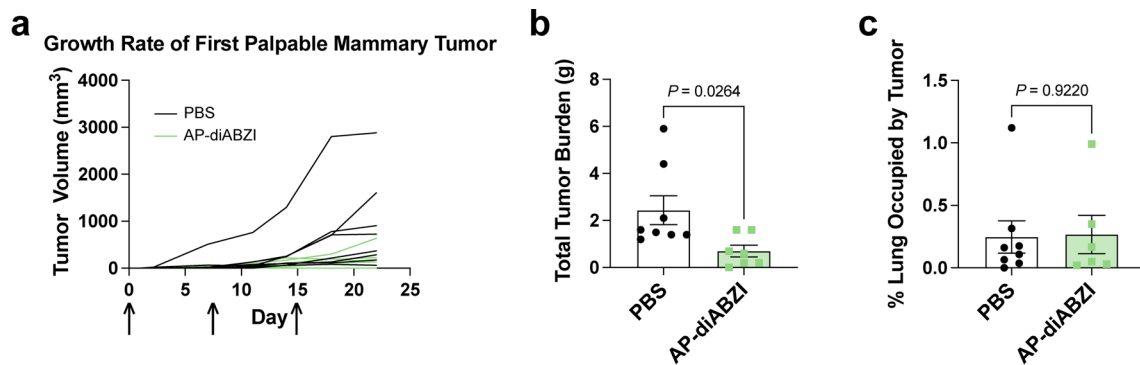 a
Growth Rate of First Palpable Mammary Tumor
Tumor Volume (mm³)
4000
3000
2000
1000
0
PBS
AP-diABZI
0
5
10
15
20
25
Day
b
Total Tumor Burden (g)
8
6
4
2
0
P = 0.0264
PBS
AP-diABZI
c
% Lung Occupied by Tumor
1.5
1.0
0.5
0.0
P = 0.9220
PBS
AP-diABZI